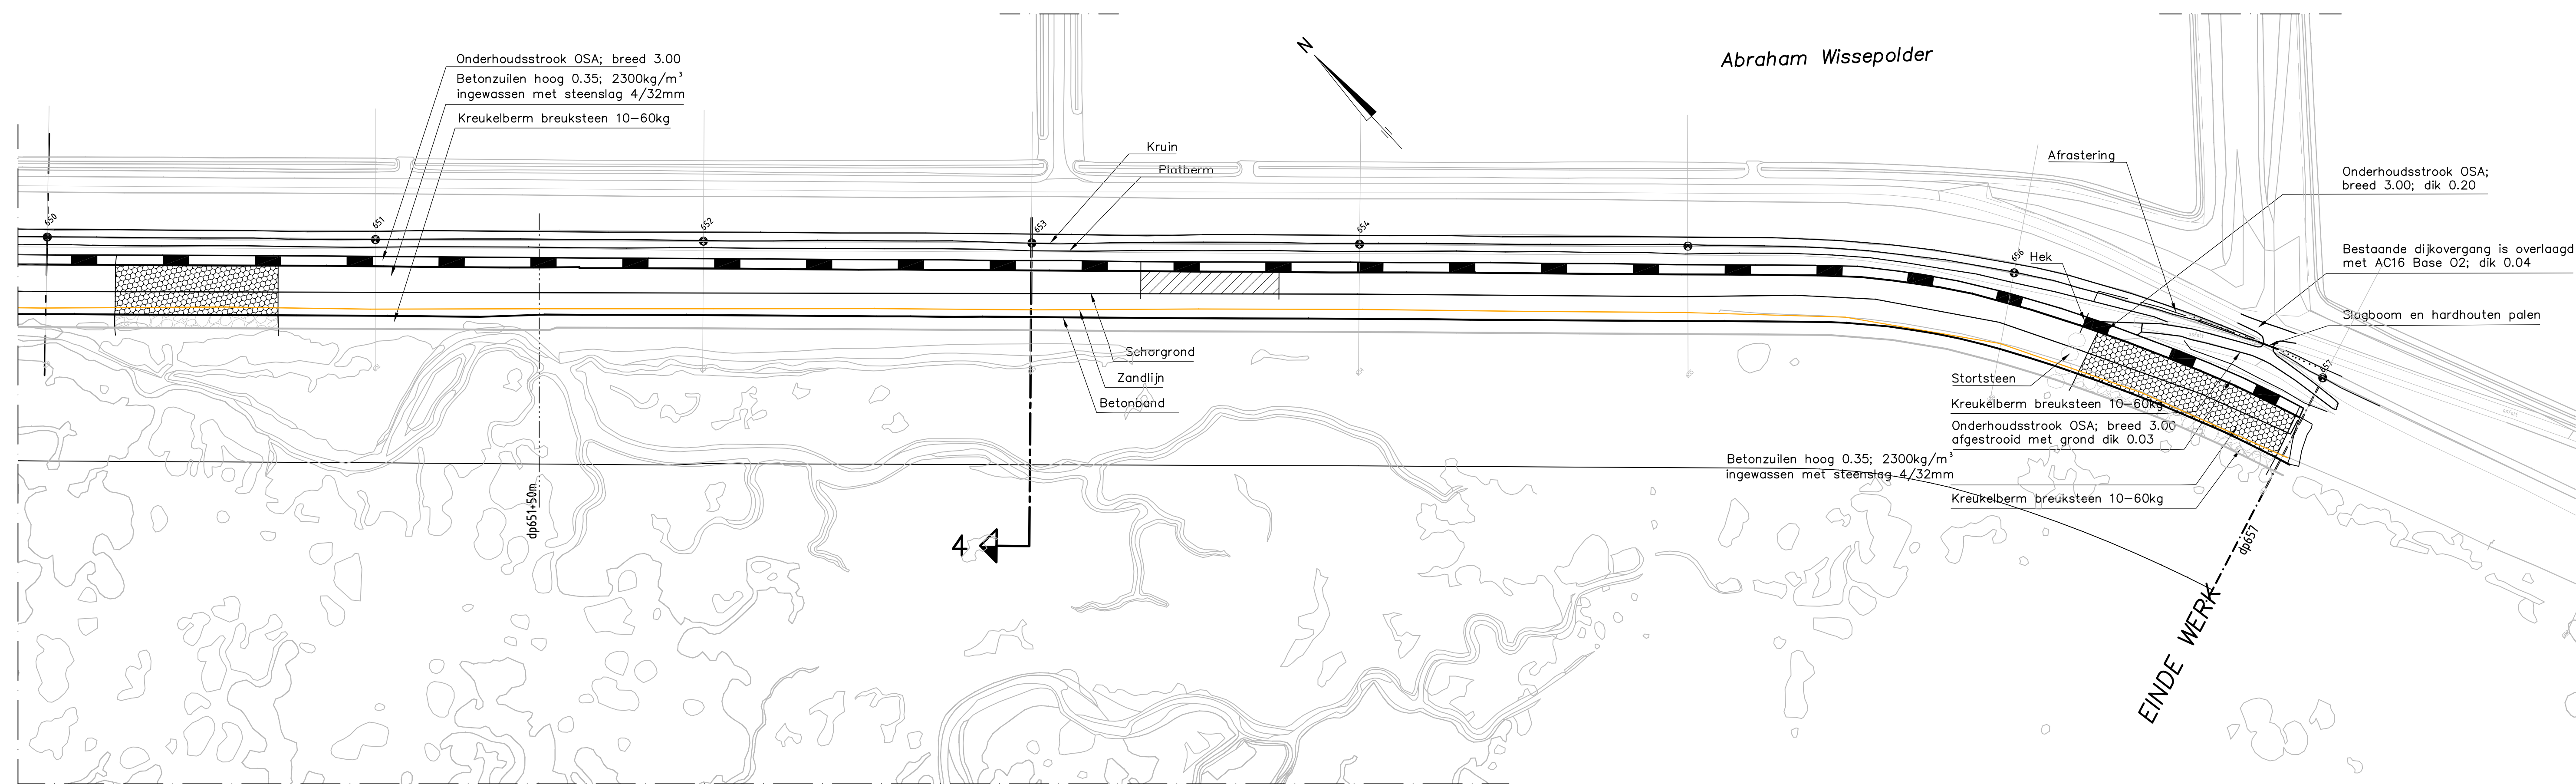 Abraham Wissepolder
N
Onderhoudsstrook OSA; breed 3.00
Betonzuilen hoog 0.35; 2300kg/m³
ingewassen met steenslag 4/32mm
Kreukelberm breuksteen 10-60kg
Kruin
Platberm
Afrastering
Onderhoudsstrook OSA;
breed 3.00; dik 0.20
650
651
652
653
654
656
Hek
Bestaande dijkovergang is overlaagd
met AC16 Base O2; dik 0.04
Slagboom en hardhouten palen
657
Schorgrond
Zandlijn
Betonband
Stortsteen
Kreukelberm breuksteen 10-60kg
Onderhoudsstrook OSA; breed 3.00
afgestrooid met grond dik 0.03
Betonzuilen hoog 0.35; 2300kg/m³
ingewassen met steenslag 4/32mm
Kreukelberm breuksteen 10-60kg
dp651+50m
4
dp657
EINDE WERK